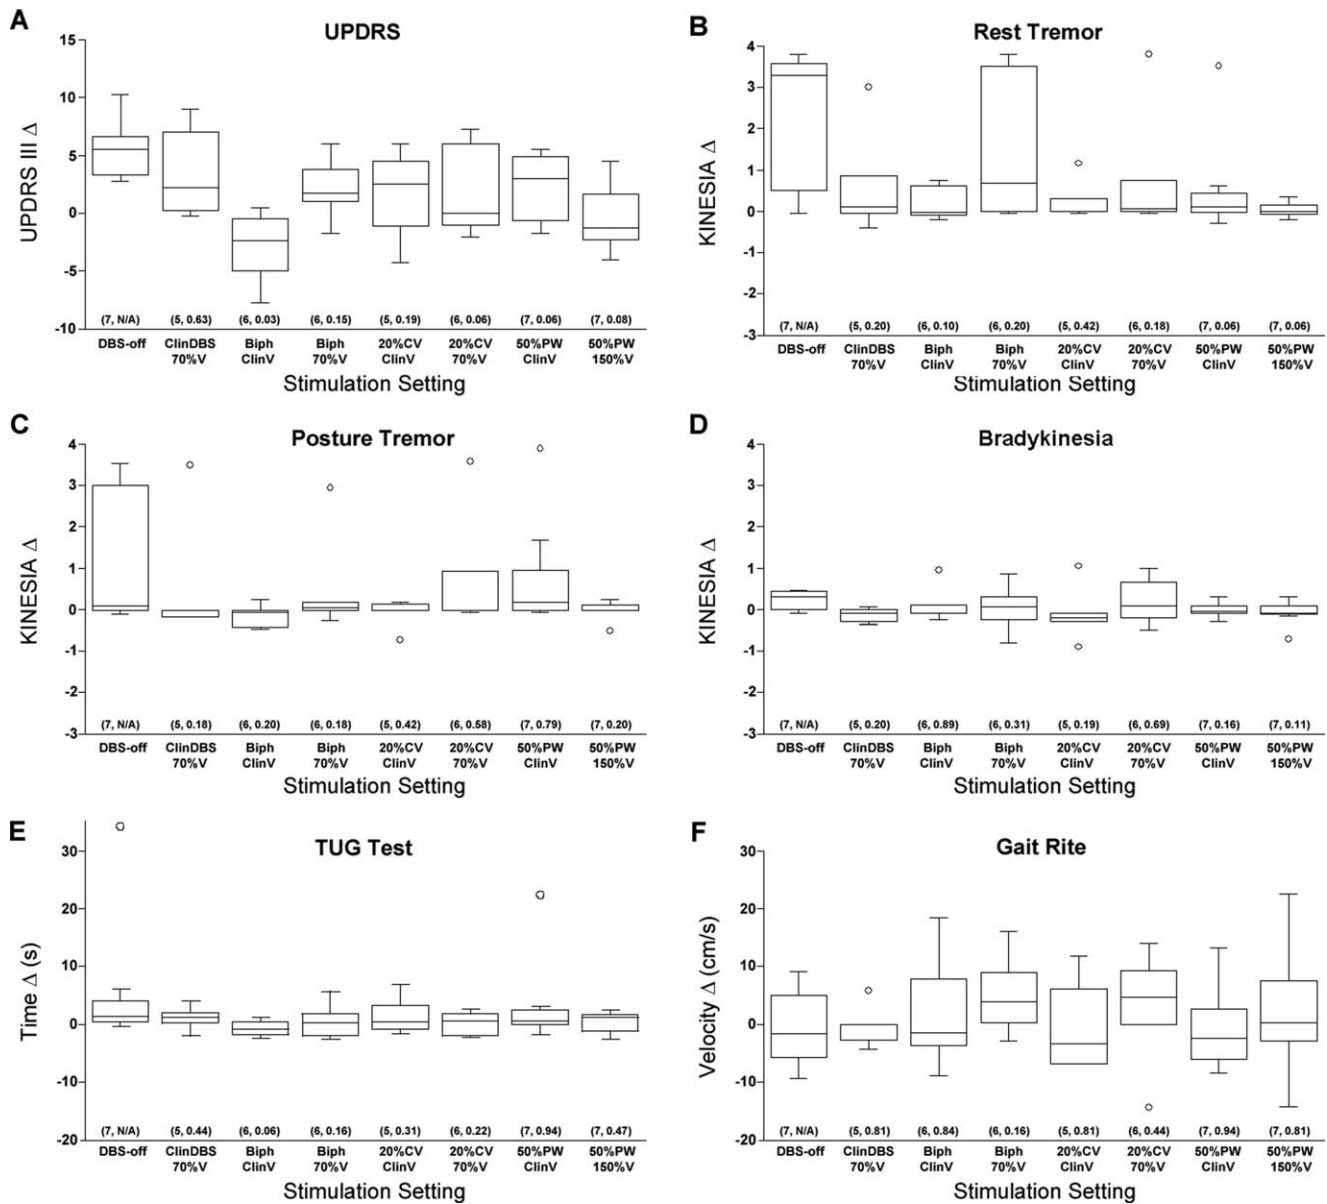 A
UPDRS
UPDRS III Δ
15
10
5
0
-5
-10
(7, N/A) (5, 0.63) (6, 0.03) (6, 0.15) (5, 0.19) (6, 0.06) (7, 0.06) (7, 0.08)
DBS-off ClinDBS Biph Biph 20%CV 20%CV 50%PW 50%PW
70%V ClinV 70%V ClinV 70%V ClinV 150%V
Stimulation Setting
B
Rest Tremor
KINESIA Δ
4
3
2
1
0
-1
-2
-3
(7, N/A) (5, 0.20) (6, 0.10) (6, 0.20) (5, 0.42) (6, 0.18) (7, 0.06) (7, 0.06)
DBS-off ClinDBS Biph Biph 20%CV 20%CV 50%PW 50%PW
70%V ClinV 70%V ClinV 70%V ClinV 150%V
Stimulation Setting
C
Posture Tremor
KINESIA Δ
4
3
2
1
0
-1
-2
-3
(7, N/A) (5, 0.18) (6, 0.20) (6, 0.18) (5, 0.42) (6, 0.58) (7, 0.79) (7, 0.20)
DBS-off ClinDBS Biph Biph 20%CV 20%CV 50%PW 50%PW
70%V ClinV 70%V ClinV 70%V ClinV 150%V
Stimulation Setting
D
Bradykinesia
KINESIA Δ
4
3
2
1
0
-1
-2
-3
(7, N/A) (5, 0.20) (6, 0.89) (6, 0.31) (5, 0.19) (6, 0.69) (7, 0.16) (7, 0.11)
DBS-off ClinDBS Biph Biph 20%CV 20%CV 50%PW 50%PW
70%V ClinV 70%V ClinV 70%V ClinV 150%V
Stimulation Setting
E
TUG Test
Time Δ (s)
30
20
10
0
-10
-20
(7, N/A) (5, 0.44) (6, 0.06) (6, 0.16) (5, 0.31) (6, 0.22) (7, 0.94) (7, 0.47)
DBS-off ClinDBS Biph Biph 20%CV 20%CV 50%PW 50%PW
70%V ClinV 70%V ClinV 70%V ClinV 150%V
Stimulation Setting
F
Gait Rite
Velocity Δ (cm/s)
30
20
10
0
-10
-20
(7, N/A) (5, 0.81) (6, 0.84) (6, 0.16) (5, 0.81) (6, 0.44) (7, 0.94) (7, 0.81)
DBS-off ClinDBS Biph Biph 20%CV 20%CV 50%PW 50%PW
70%V ClinV 70%V ClinV 70%V ClinV 150%V
Stimulation Setting